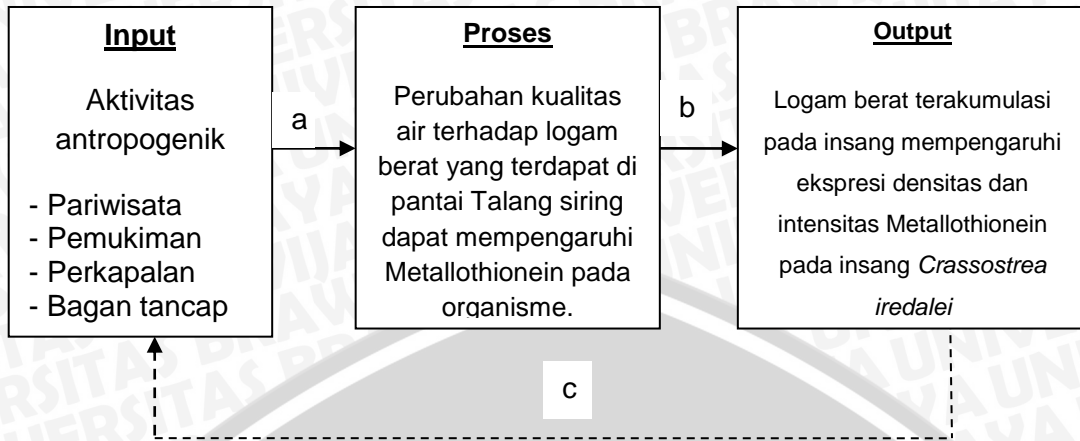 Input
Aktivitas
antropogenik
- Pariwisata
- Pemukiman
- Perkapalan
- Bagan tancap
a
Proses
Perubahan kualitas
air terhadap logam
berat yang terdapat di
pantai Talang siring
dapat mempengaruhi
Metallothionein pada
organisme.
b
Output
Logam berat terakumulasi
pada insang mempengaruhi
ekspresi densitas dan
intensitas Metallothionein
pada insang Crassostrea
iredalei
c